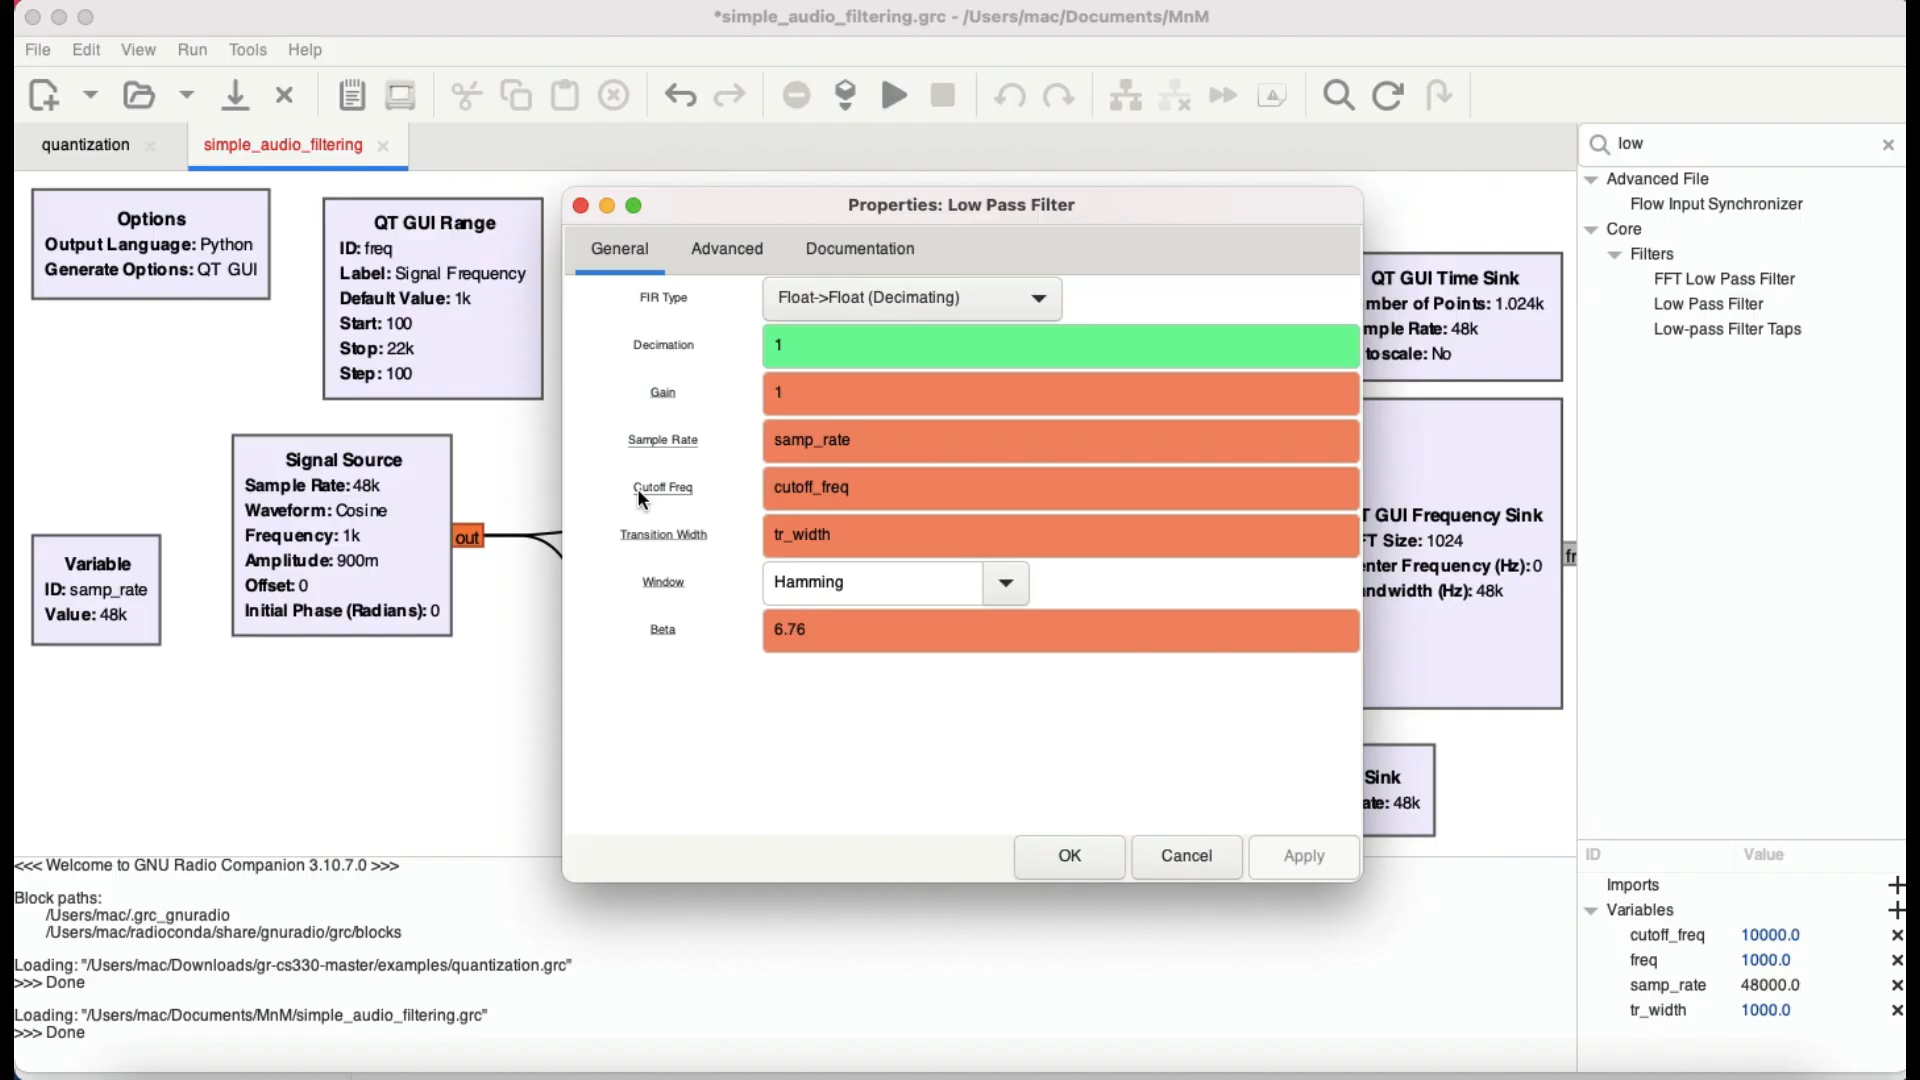 *simple_audio_filtering.grc - /Users/mac/Documents/MnM
File Edit View Run Tools Help
quantization
simple_audio_filtering
low
Advanced File
Flow Input Synchronizer
Core
Filters
FFT Low Pass Filter
Low Pass Filter
Low-pass Filter Taps
Options
Output Language: Python
Generate Options: QT GUI
QT GUI Range
ID: freq
Label: Signal Frequency
Default Value: 1k
Start: 100
Stop: 22k
Step: 100
Signal Source
Sample Rate: 48k
Waveform: Cosine
Frequency: 1k
Amplitude: 900m
Offset: 0
Initial Phase (Radians): 0
out
Variable
ID: samp_rate
Value: 48k
Properties: Low Pass Filter
General Advanced Documentation
FIR Type Float->Float (Decimating)
Decimation 1
Gain 1
Sample Rate samp_rate
Cutoff Freq cutoff_freq
Transition Width tr_width
Window Hamming
Beta 6.76
OK Cancel Apply
QT GUI Time Sink
mber of Points: 1.024k
mple Rate: 48k
toscale: No
T GUI Frequency Sink
T Size: 1024
enter Frequency (Hz): 0
ndwidth (Hz): 48k
fr
Sink
ate: 48k
<<< Welcome to GNU Radio Companion 3.10.7.0 >>>
Block paths:
/Users/mac/.grc_gnuradio
/Users/mac/radioconda/share/gnuradio/grc/blocks
Loading: "/Users/mac/Downloads/gr-cs330-master/examples/quantization.grc"
>>> Done
Loading: "/Users/mac/Documents/MnM/simple_audio_filtering.grc"
>>> Done
ID Value
Imports
Variables
cutoff_freq 10000.0
freq 1000.0
samp_rate 48000.0
tr_width 1000.0